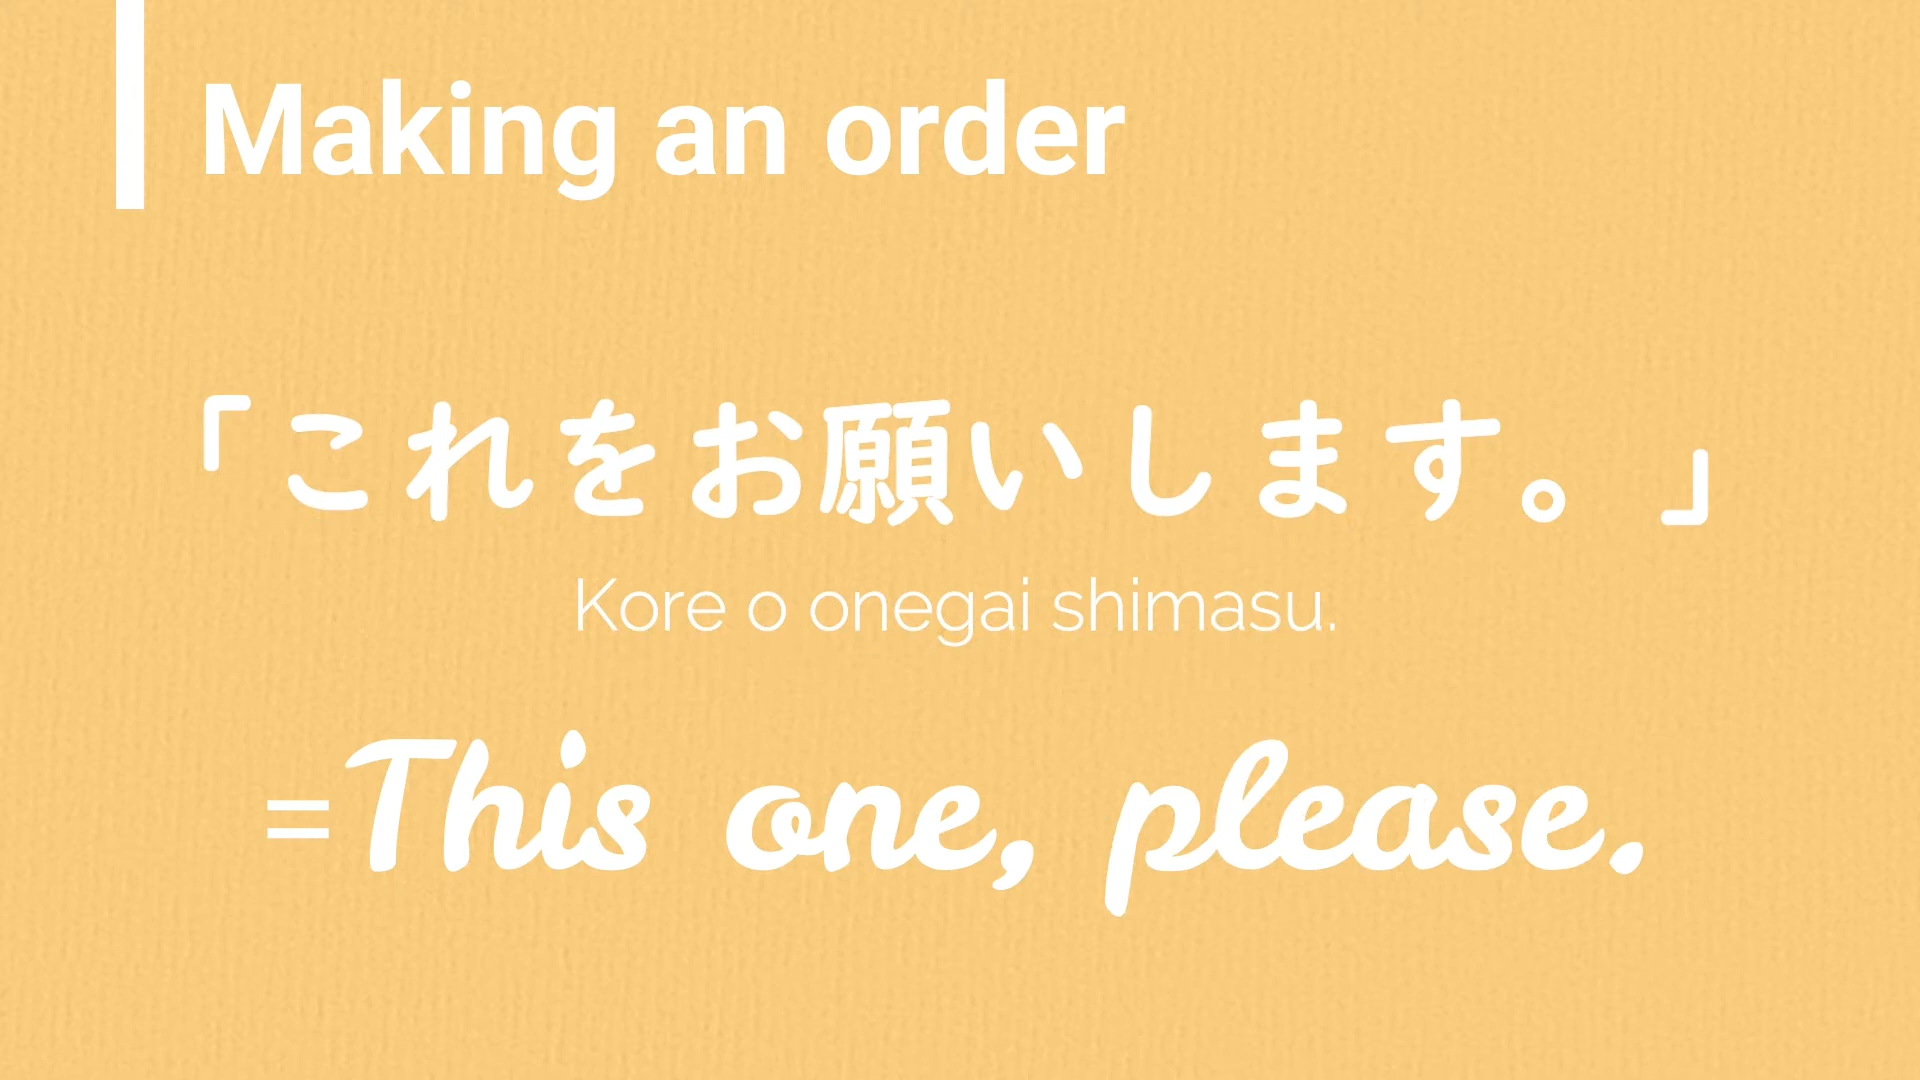 Making an order
「これをお願いします。」
Kore o onegai shimasu.
=This one, please.